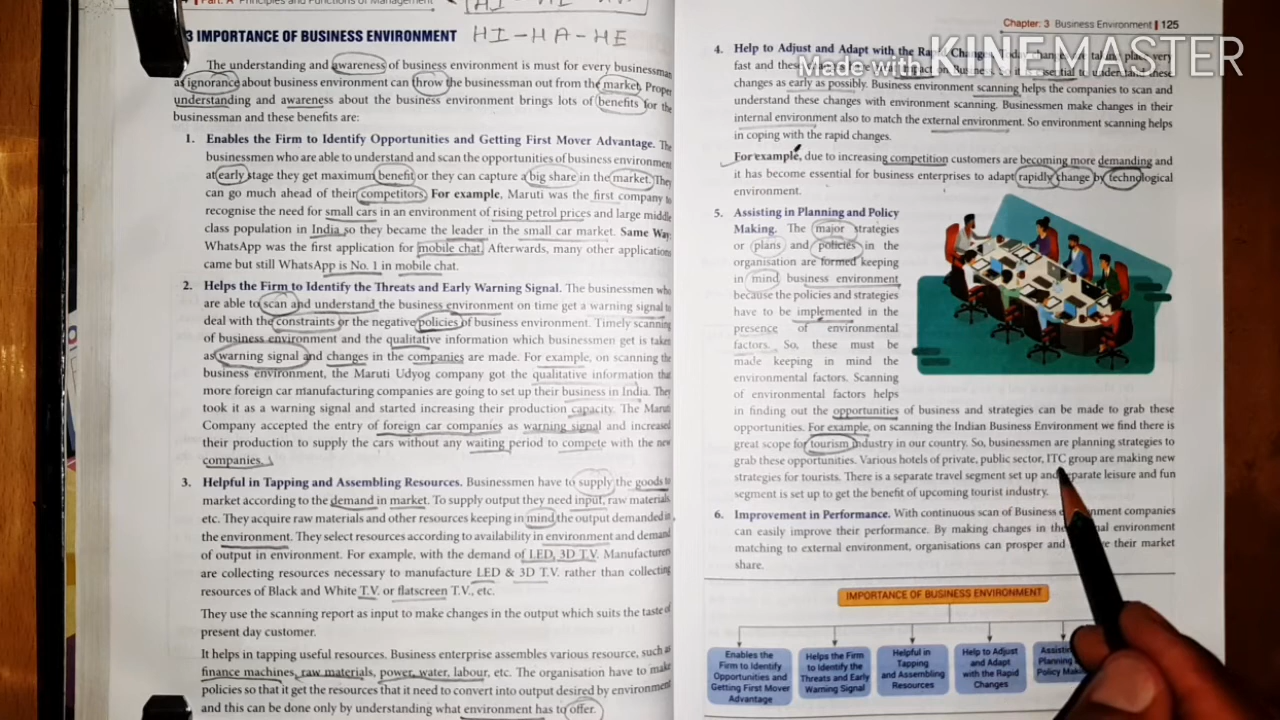 Part: A Principles and Functions of Management
HI - HE - HA
3 IMPORTANCE OF BUSINESS ENVIRONMENT HI-HA-HE
The understanding and awareness of business environment is must for every businessman
as ignorance about business environment can throw the businessman out from the market. Proper
understanding and awareness about the business environment brings lots of benefits for the
businessman and these benefits are:
1. Enables the Firm to Identify Opportunities and Getting First Mover Advantage. The
businessmen who are able to understand and scan the opportunities of business environment
at early stage they get maximum benefit or they can capture a big share in the market. They
can go much ahead of their competitors. For example, Maruti was the first company to
recognise the need for small cars in an environment of rising petrol prices and large middle
class population in India so they became the leader in the small car market. Same Way
WhatsApp was the first application for mobile chat. Afterwards, many other applications
came but still WhatsApp is No. 1 in mobile chat.
2. Helps the Firm to Identify the Threats and Early Warning Signal. The businessmen who
are able to scan and understand the business environment on time get a warning signal to
deal with the constraints or the negative policies of business environment. Timely scanning
of business environment and the qualitative information which businessmen get is taken
as warning signal and changes in the companies are made. For example, on scanning the
business environment, the Maruti Udyog company got the qualitative information that
more foreign car manufacturing companies are going to set up their business in India. They
took it as a warning signal and started increasing their production capacity. The Maruti
Company accepted the entry of foreign car companies as warning signal and increased
their production to supply the cars without any waiting period to compete with the new
companies.
3. Helpful in Tapping and Assembling Resources. Businessmen have to supply the goods to
market according to the demand in market. To supply output they need input, raw materials
etc. They acquire raw materials and other resources keeping in mind the output demanded in
the environment. They select resources according to availability in environment and demand
of output in environment. For example, with the demand of LED, 3D T.V. Manufacturers
are collecting resources necessary to manufacture LED & 3D T.V. rather than collecting
resources of Black and White T.V. or flatscreen T.V., etc.
They use the scanning report as input to make changes in the output which suits the taste of
present day customer.
It helps in tapping useful resources. Business enterprise assembles various resource, such as
finance machines, raw materials, power, water, labour, etc. The organisation have to make
policies so that it get the resources that it need to convert into output desired by environment
and this can be done only by understanding what environment has to offer.
Chapter: 3 Business Environment 125
Made with KINEMASTER
4. Help to Adjust and Adapt with the Rapid Changes.
fast and these
changes as early as possibly. Business environment scanning helps the companies to scan and
understand these changes with environment scanning. Businessmen make changes in their
internal environment also to match the external environment. So environment scanning helps
in coping with the rapid changes.
For example, due to increasing competition customers are becoming more demanding and
it has become essential for business enterprises to adapt rapidly change by technological
environment.
5. Assisting in Planning and Policy
Making. The major strategies
or plans and policies in the
organisation are formed keeping
in mind business environment
because the policies and strategies
have to be implemented in the
presence of environmental
factors. So, these must be
made keeping in mind the
environmental factors. Scanning
of environmental factors helps
in finding out the opportunities of business and strategies can be made to grab these
opportunities. For example, on scanning the Indian Business Environment we find there is
great scope for tourism industry in our country. So, businessmen are planning strategies to
grab these opportunities. Various hotels of private, public sector, ITC group are making new
strategies for tourists. There is a separate travel segment set up and separate leisure and fun
segment is set up to get the benefit of upcoming tourist industry.
6. Improvement in Performance. With continuous scan of Business companies
can easily improve their performance. By making changes in the environment
matching to external environment, organisations can prosper and their market
share.
IMPORTANCE OF BUSINESS ENVIRONMENT
Enables the Firm to Identify Opportunities and Getting First Mover Advantage
Helps the Firm to Identify the Threats and Early Warning Signal
Helpful in Tapping and Assembling Resources
Help to Adjust and Adapt with the Rapid Changes
Planning Policy